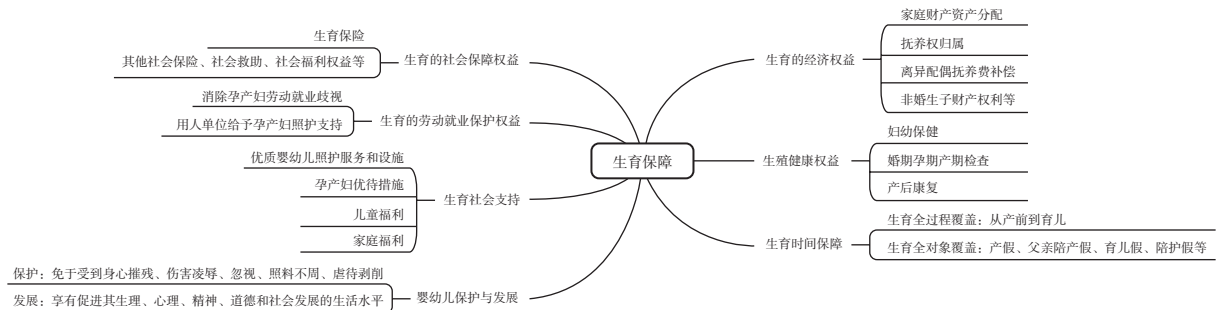 生育保障
生育的社会保障权益
生育保险
其他社会保险、社会救助、社会福利权益等
生育的劳动就业保护权益
消除孕产妇劳动就业歧视
用人单位给予孕产妇照护支持
生育社会支持
优质婴幼儿照护服务和设施
孕产妇优待措施
儿童福利
家庭福利
婴幼儿保护与发展
保护：免于受到身心摧残、伤害凌辱、忽视、照料不周、虐待剥削
发展：享有促进其生理、心理、精神、道德和社会发展的生活水平
生育的经济权益
家庭财产资产分配
抚养权归属
离异配偶抚养费补偿
非婚生子财产权利等
生殖健康权益
妇幼保健
婚期孕期产期检查
产后康复
生育时间保障
生育全过程覆盖：从产前到育儿
生育全对象覆盖：产假、父亲陪产假、育儿假、陪护假等